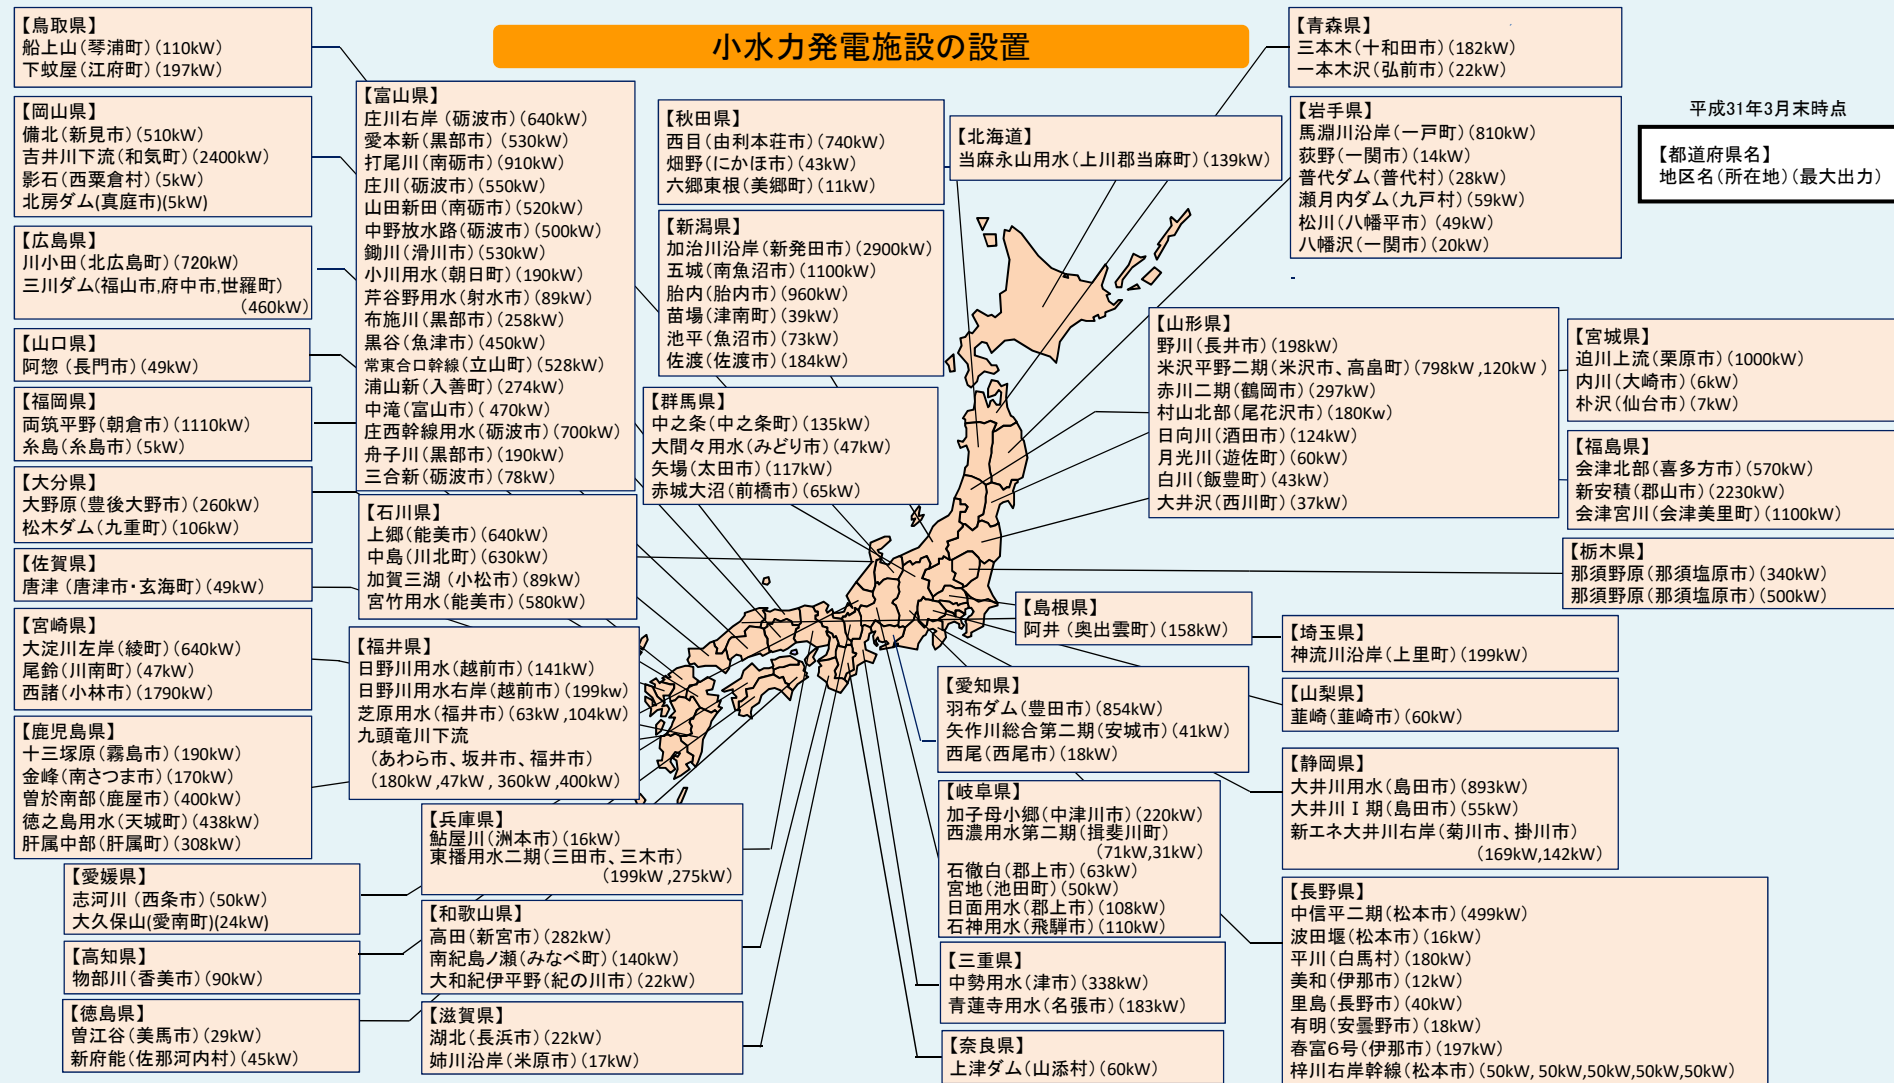 小水力発電施設の設置
平成31年3月末時点
【都道府県名】
地区名(所在地)(最大出力)
【鳥取県】
船上山(琴浦町)(110kW)
下蚊屋(江府町)(197kW)
【岡山県】
備北(新見市)(510kW)
吉井川下流(和気町)(2400kW)
影石(西粟倉村)(5kW)
北房ダム(真庭市)(5kW)
【広島県】
川小田(北広島町)(720kW)
三川ダム(福山市,府中市,世羅町)
(460kW)
【山口県】
阿惣 (長門市)(49kW)
【福岡県】
両筑平野(朝倉市)(1110kW)
糸島(糸島市)(5kW)
【大分県】
大野原(豊後大野市)(260kW)
松木ダム(九重町)(106kW)
【佐賀県】
唐津 (唐津市・玄海町)(49kW)
【宮崎県】
大淀川左岸(綾町)(640kW)
尾鈴(川南町)(47kW)
西諸(小林市)(1790kW)
【鹿児島県】
十三塚原(霧島市)(190kW)
金峰(南さつま市)(170kW)
曽於南部(鹿屋市)(400kW)
徳之島用水(天城町)(438kW)
肝属中部(肝属町)(308kW)
【愛媛県】
志河川 (西条市)(50kW)
大久保山(愛南町)(24kW)
【高知県】
物部川(香美市)(90kW)
【徳島県】
曽江谷(美馬市)(29kW)
新府能(佐那河内村)(45kW)
【富山県】
庄川右岸 (砺波市)(640kW)
愛本新(黒部市)(530kW)
打尾川(南砺市)(910kW)
庄川(砺波市)(550kW)
山田新田(南砺市)(520kW)
中野放水路(砺波市)(500kW)
鋤川(滑川市)(530kW)
小川用水(朝日町)(190kW)
芹谷野用水(射水市)(89kW)
布施川(黒部市)(258kW)
黒谷(魚津市)(450kW)
常東合口幹線(立山町)(528kW)
浦山新(入善町)(274kW)
中滝(富山市)( 470kW)
庄西幹線用水(砺波市)(700kW)
舟子川(黒部市)(190kW)
三合新(砺波市)(78kW)
【石川県】
上郷(能美市)(640kW)
中島(川北町)(630kW)
加賀三湖 (小松市)(89kW)
宮竹用水(能美市)(580kW)
【福井県】
日野川用水(越前市)(141kW)
日野川用水右岸(越前市)(199kw)
芝原用水(福井市)(63kW ,104kW)
九頭竜川下流
(あわら市、坂井市、福井市)
(180kW ,47kW , 360kW ,400kW)
【兵庫県】
鮎屋川(洲本市)(16kW)
東播用水二期(三田市、三木市)
(199kW ,275kW)
【和歌山県】
高田(新宮市)(282kW)
南紀島ノ瀬(みなべ町)(140kW)
大和紀伊平野(紀の川市)(22kW)
【滋賀県】
湖北(長浜市)(22kW)
姉川沿岸(米原市)(17kW)
【秋田県】
西目(由利本荘市)(740kW)
畑野(にかほ市)(43kW)
六郷東根(美郷町)(11kW)
【新潟県】
加治川沿岸(新発田市)(2900kW)
五城(南魚沼市)(1100kW)
胎内(胎内市)(960kW)
苗場(津南町)(39kW)
池平(魚沼市)(73kW)
佐渡(佐渡市)(184kW)
【群馬県】
中之条(中之条町)(135kW)
大間々用水(みどり市)(47kW)
矢場(太田市)(117kW)
赤城大沼(前橋市)(65kW)
【北海道】
当麻永山用水(上川郡当麻町)(139kW)
【青森県】
三本木(十和田市)(182kW)
一本木沢(弘前市)(22kW)
【岩手県】
馬淵川沿岸(一戸町)(810kW)
荻野(一関市)(14kW)
普代ダム(普代村)(28kW)
瀬月内ダム(九戸村)(59kW)
松川(八幡平市) (49kW)
八幡沢(一関市)(20kW)
【山形県】
野川(長井市)(198kW)
米沢平野二期(米沢市、高畠町)(798kW ,120kW )
赤川二期(鶴岡市)(297kW)
村山北部(尾花沢市)(180Kw)
日向川(酒田市)(124kW)
月光川(遊佐町)(60kW)
白川(飯豊町)(43kW)
大井沢(西川町)(37kW)
【宮城県】
迫川上流(栗原市)(1000kW)
内川(大崎市)(6kW)
朴沢(仙台市)(7kW)
【福島県】
会津北部(喜多方市)(570kW)
新安積(郡山市)(2230kW)
会津宮川(会津美里町)(1100kW)
【栃木県】
那須野原(那須塩原市)(340kW)
那須野原(那須塩原市)(500kW)
【島根県】
阿井 (奥出雲町)(158kW)
【埼玉県】
神流川沿岸(上里町)(199kW)
【山梨県】
韮崎(韮崎市)(60kW)
【愛知県】
羽布ダム(豊田市)(854kW)
矢作川総合第二期(安城市)(41kW)
西尾(西尾市)(18kW)
【静岡県】
大井川用水(島田市)(893kW)
大井川Ⅰ期(島田市)(55kW)
新エネ大井川右岸(菊川市、掛川市)
(169kW,142kW)
【岐阜県】
加子母小郷(中津川市)(220kW)
西濃用水第二期(揖斐川町)
(71kW,31kW)
石徹白(郡上市)(63kW)
宮地(池田町)(50kW)
日面用水(郡上市)(108kW)
石神用水(飛騨市)(110kW)
【三重県】
中勢用水(津市)(338kW)
青蓮寺用水(名張市)(183kW)
【奈良県】
上津ダム(山添村)(60kW)
【長野県】
中信平二期(松本市)(499kW)
波田堰(松本市)(16kW)
平川(白馬村)(180kW)
美和(伊那市)(12kW)
里島(長野市)(40kW)
有明(安曇野市)(18kW)
春富6号(伊那市)(197kW)
梓川右岸幹線(松本市)(50kW, 50kW,50kW,50kW,50kW)